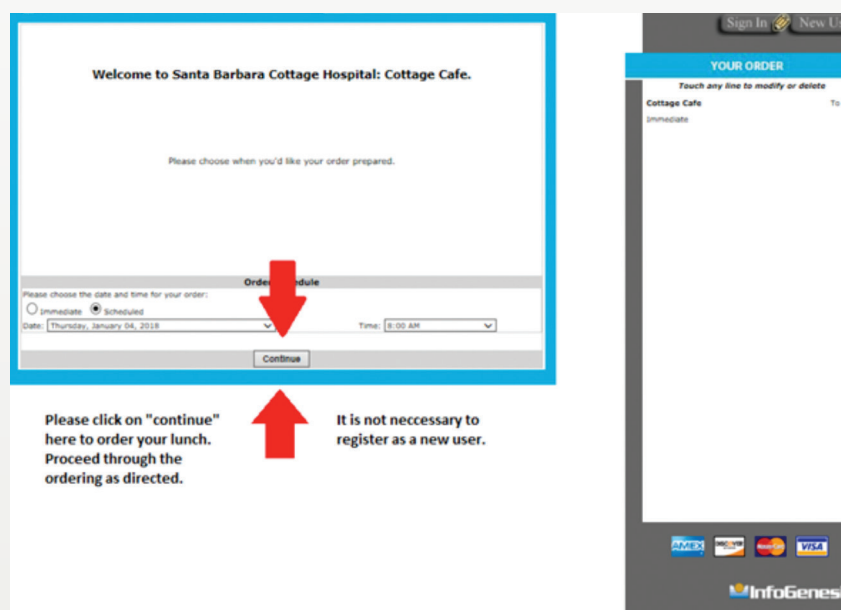 Welcome to Santa Barbara Cottage Hospital: Cottage Cafe.
Please choose when you'd like your order prepared.
Please choose the date and time for your order:
Immediate Scheduled
Date: Thursday, January 04, 2018 Time: 8:00 AM
Continue
Please click on "continue"
here to order your lunch.
Proceed through the
ordering as directed.
It is not neccessary to
register as a new user.
Sign In New
YOUR ORDER
Touch any line to modify or delete
Cottage Cafe To
Immediate
AMEX DISCOVER MasterCard VISA
InfoGenes